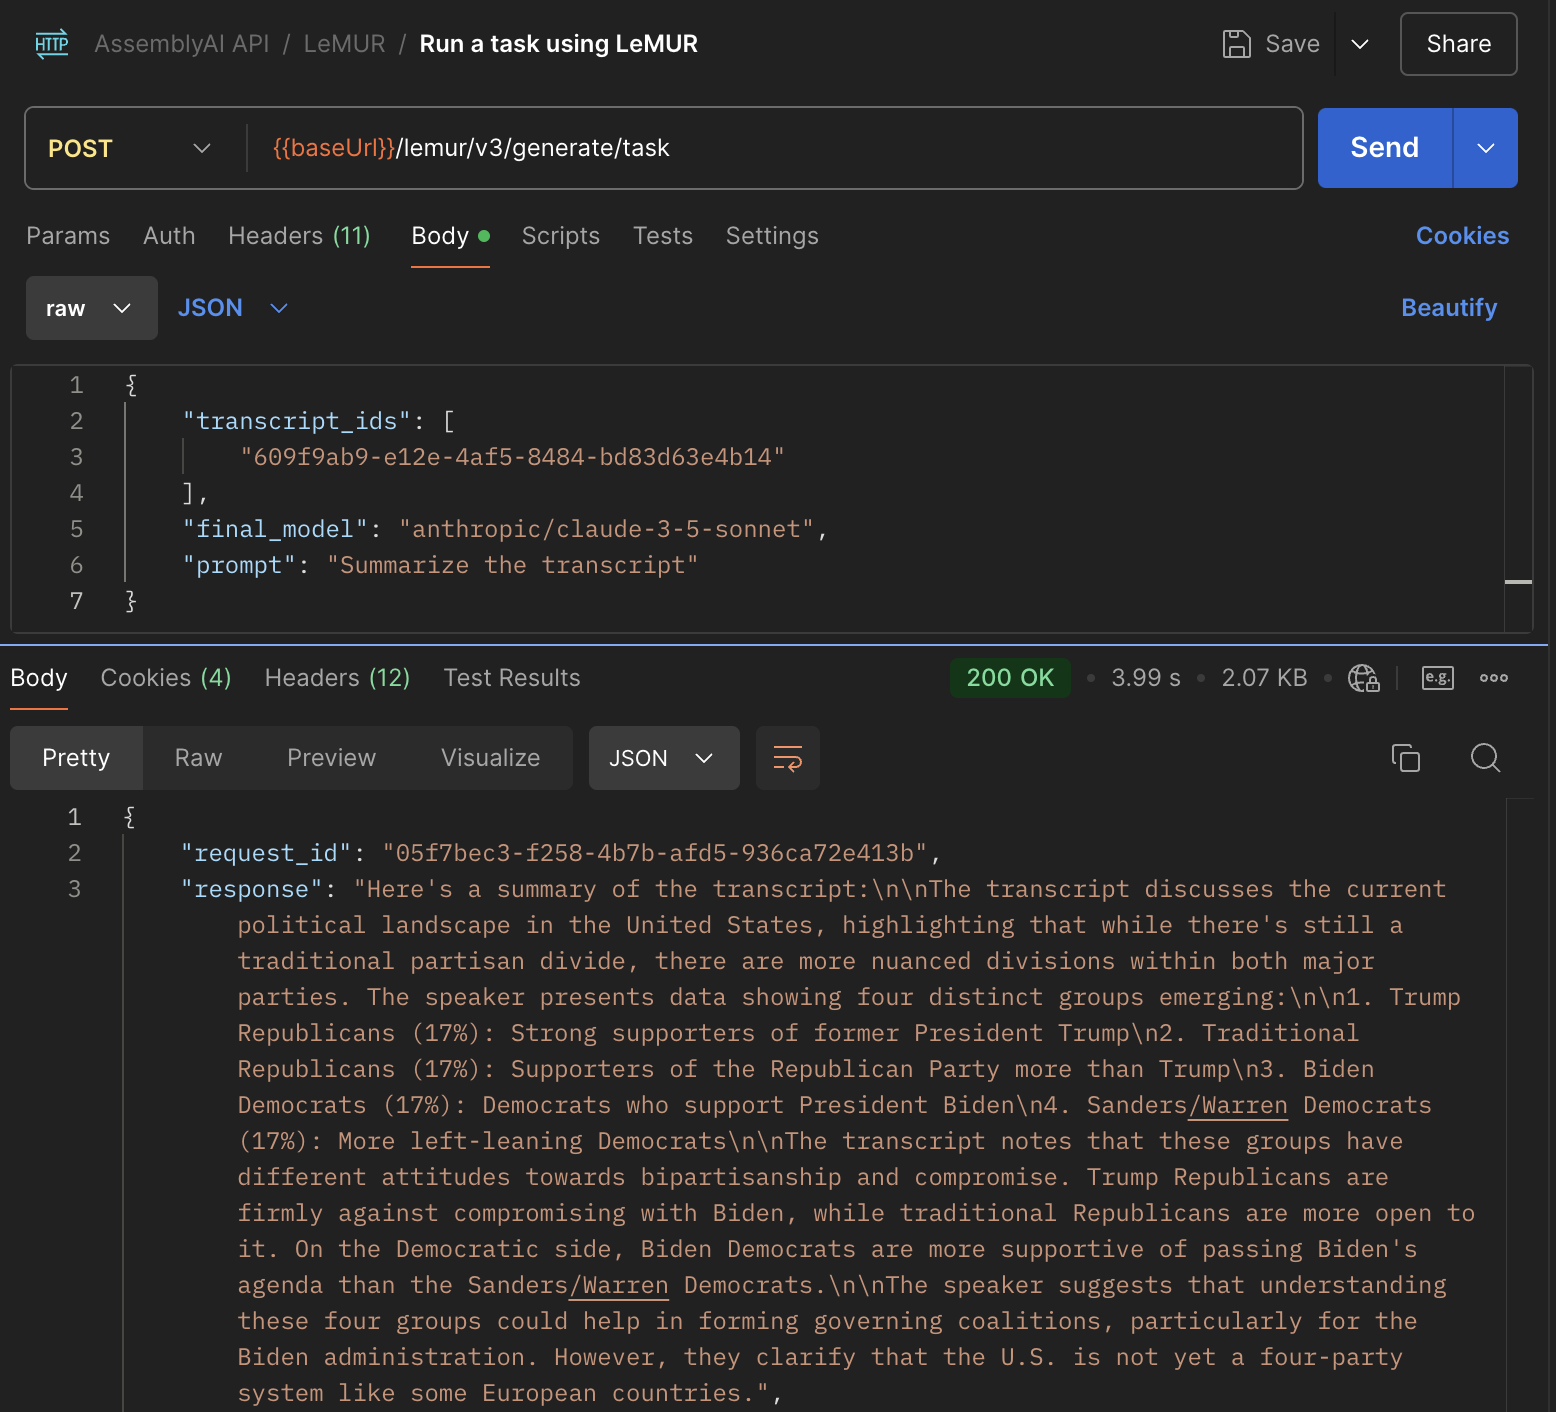 HTTP AssemblyAI API / LeMUR / Run a task using LeMUR Save Share
POST {{baseUrl}}/lemur/v3/generate/task Send
Params Auth Headers (11) Body Scripts Tests Settings Cookies
raw JSON Beautify
1 {
2 "transcript_ids": [
3 "609f9ab9-e12e-4af5-8484-bd83d63e4b14"
4 ],
5 "final_model": "anthropic/claude-3-5-sonnet",
6 "prompt": "Summarize the transcript"
7 }
Body Cookies (4) Headers (12) Test Results 200 OK • 3.99 s • 2.07 KB • e.g.
Pretty Raw Preview Visualize JSON
1 {
2 "request_id": "05f7bec3-f258-4b7b-afd5-936ca72e413b",
3 "response": "Here's a summary of the transcript:\n\nThe transcript discusses the current
political landscape in the United States, highlighting that while there's still a
traditional partisan divide, there are more nuanced divisions within both major
parties. The speaker presents data showing four distinct groups emerging:\n\n1. Trump
Republicans (17%): Strong supporters of former President Trump\n2. Traditional
Republicans (17%): Supporters of the Republican Party more than Trump\n3. Biden
Democrats (17%): Democrats who support President Biden\n4. Sanders/Warren Democrats
(17%): More left-leaning Democrats\n\nThe transcript notes that these groups have
different attitudes towards bipartisanship and compromise. Trump Republicans are
firmly against compromising with Biden, while traditional Republicans are more open to
it. On the Democratic side, Biden Democrats are more supportive of passing Biden's
agenda than the Sanders/Warren Democrats.\n\nThe speaker suggests that understanding
these four groups could help in forming governing coalitions, particularly for the
Biden administration. However, they clarify that the U.S. is not yet a four-party
system like some European countries.",